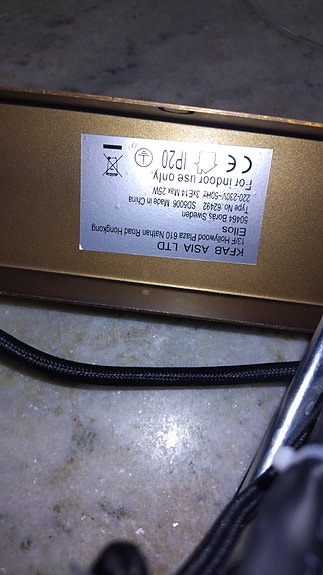 KFAB ASIA LTD
13/F Hollywood Plaza 610 Nathan Road Hongkong
Ellos
50464 Borås Sweden
Type No. 62492 SD5006 Made in China
220-230V~50Hz 3xE14 Max 25W
For indoor use only.
CE IP20